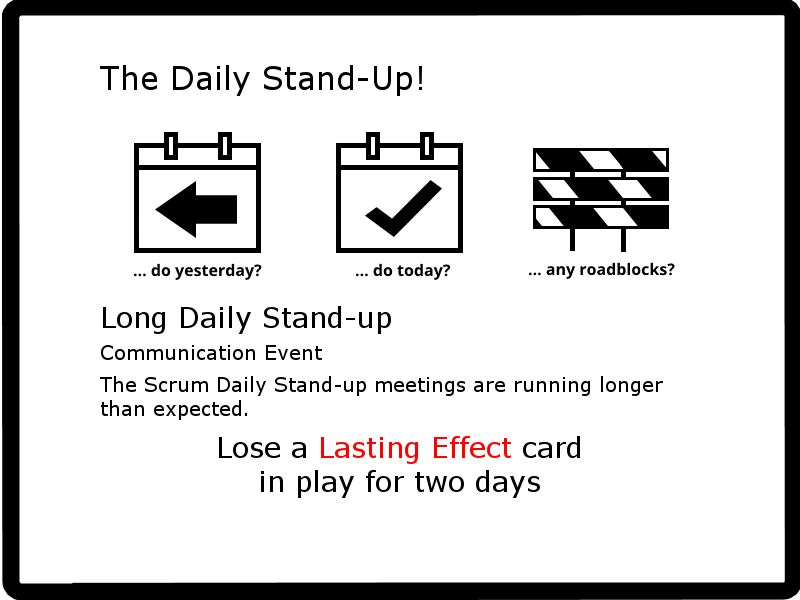 The Daily Stand-Up!
... do yesterday?
... do today?
... any roadblocks?
Long Daily Stand-up
Communication Event
The Scrum Daily Stand-up meetings are running longer
than expected.
Lose a Lasting Effect card
in play for two days